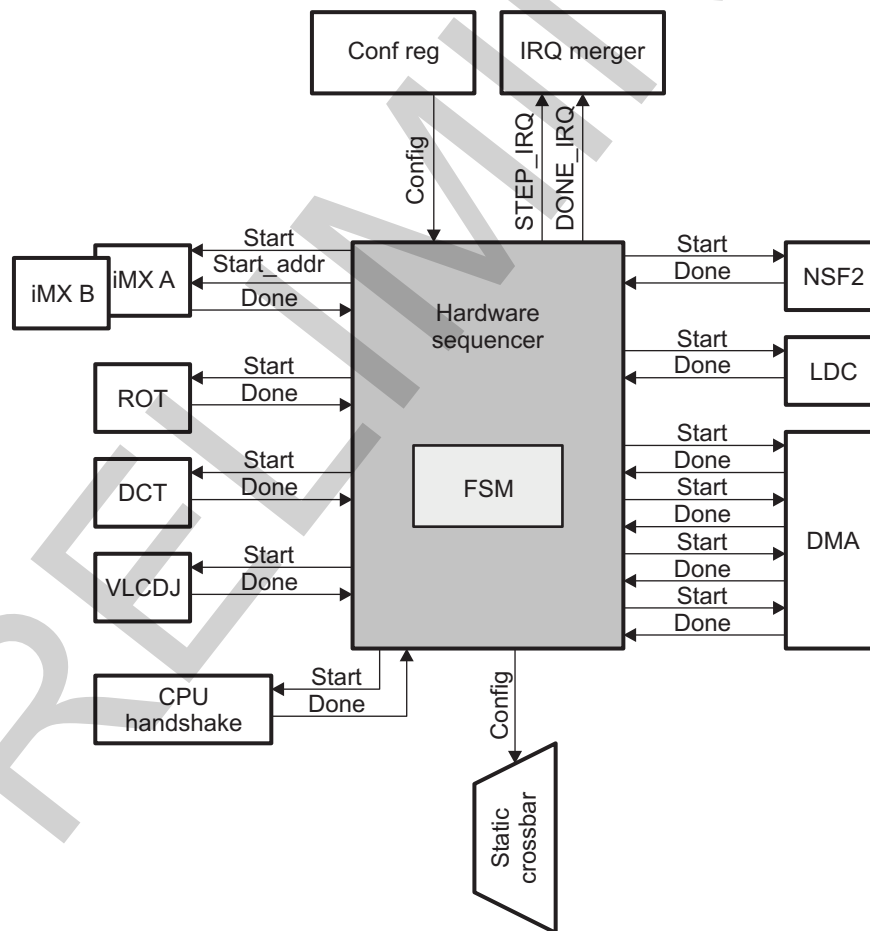 Conf reg
IRQ merger
Config
STEP_IRQ
DONE_IRQ
Start
Start_addr
Done
iMX A
iMX B
Start
Done
ROT
Start
Done
DCT
Start
Done
VLCDJ
Start
Done
CPU
handshake
Hardware
sequencer
FSM
Start
Done
NSF2
Start
Done
LDC
Start
Done
Start
Done
Start
Done
Start
Done
DMA
Config
Static
crossbar
RELIMI